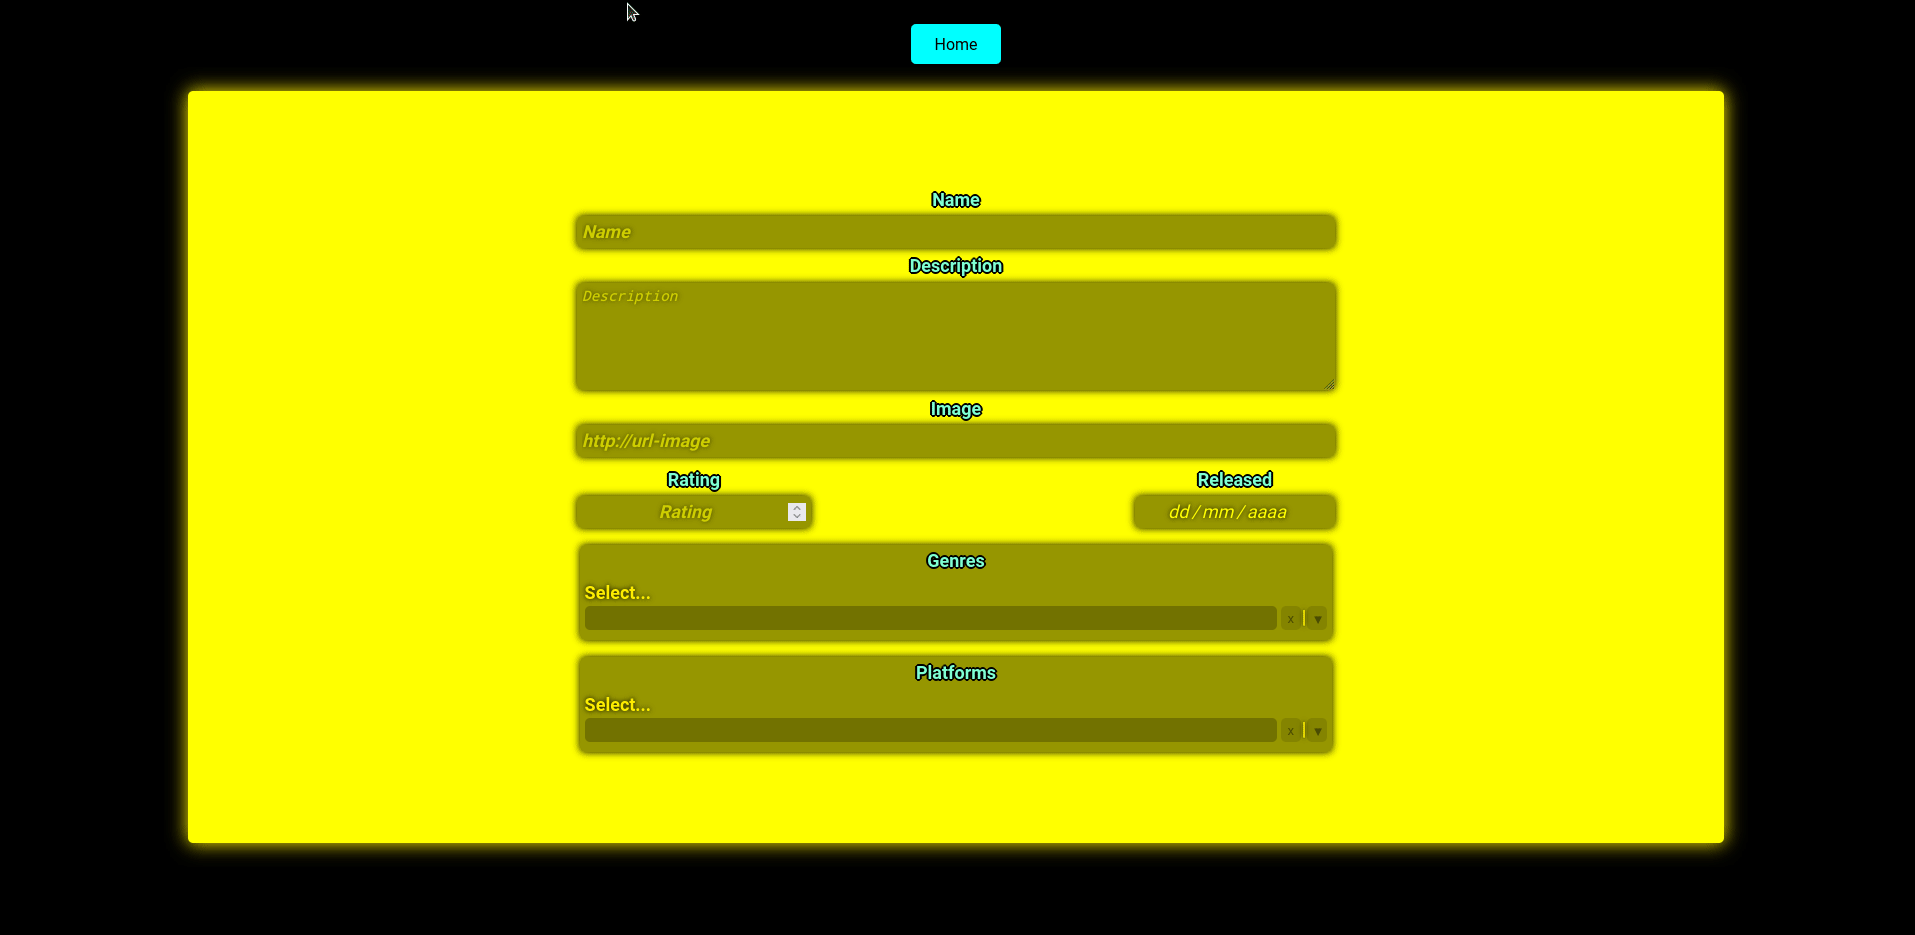 Home
Name
Name
Description
Description
Image
http://url-image
Rating
Released
Rating
dd/mm/aaaa
Genres
Select...
x
Platforms
Select...
x